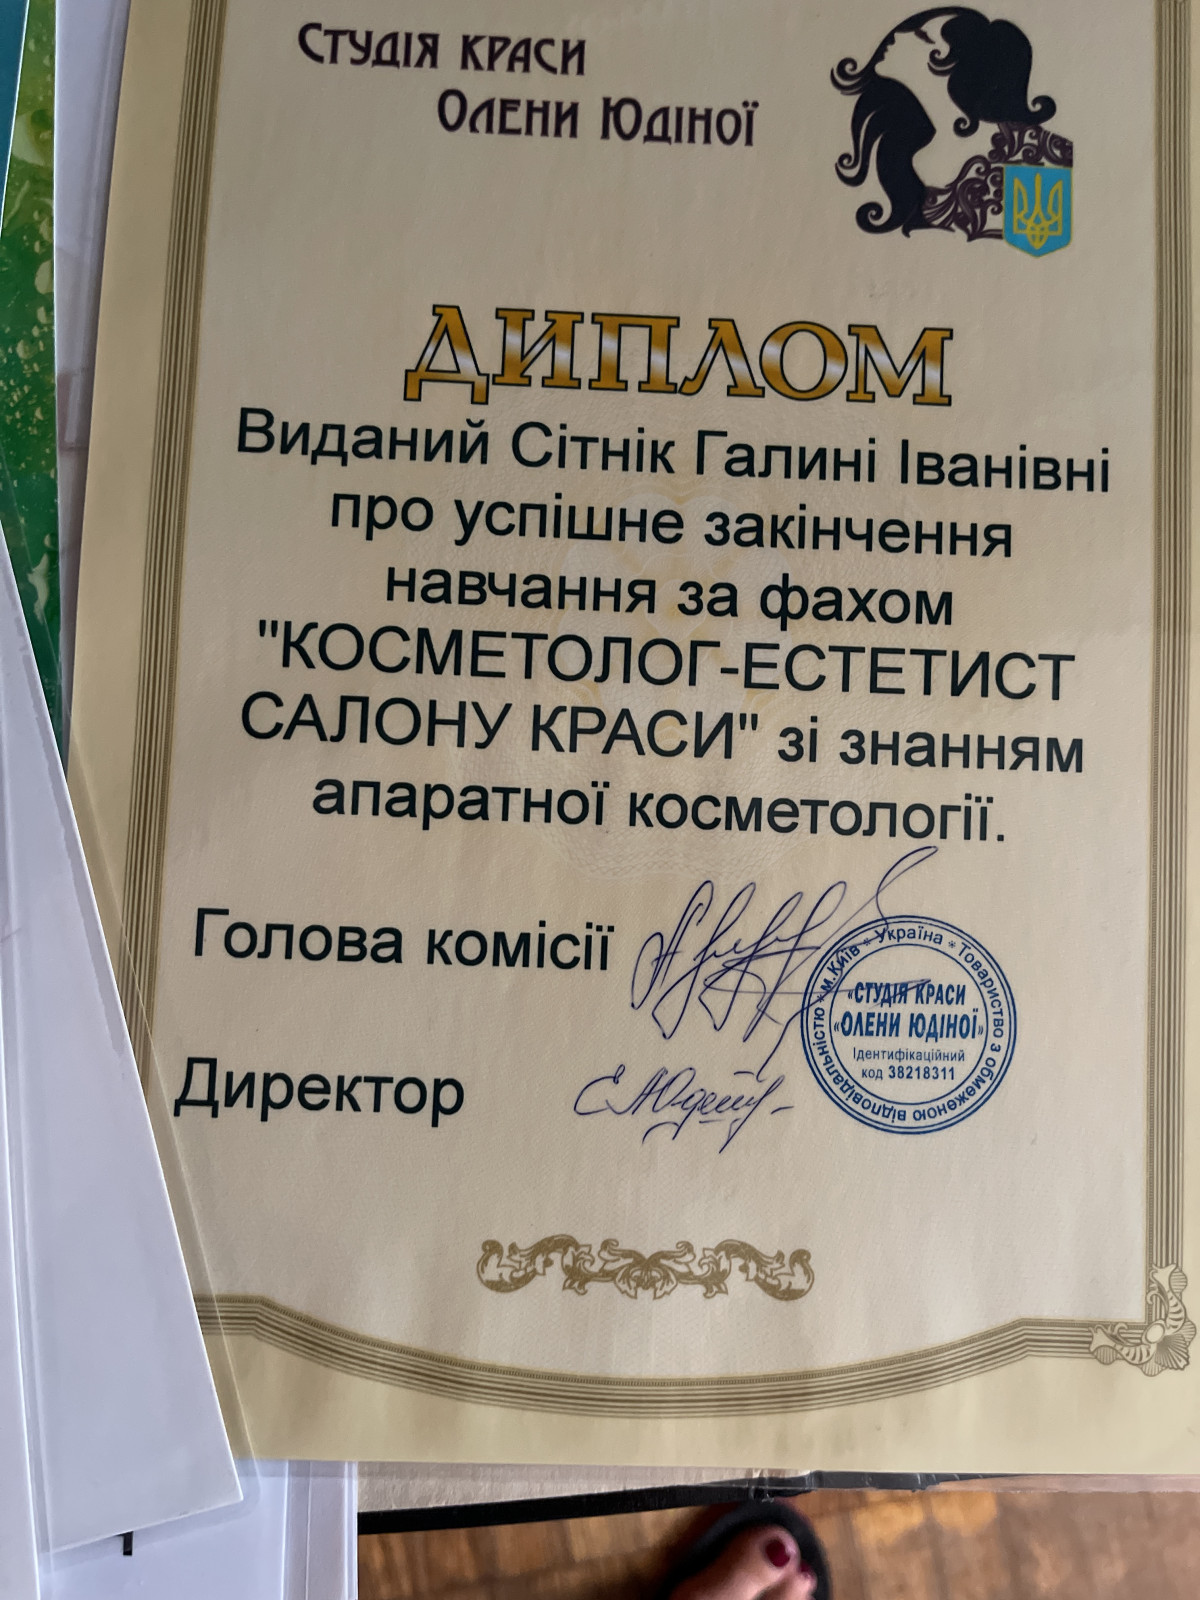 Студія краси
Олени Юдіної
ДИПЛОМ
Виданий Сітнік Галині Іванівні
про успішне закінчення
навчання за фахом
"КОСМЕТОЛОГ-ЕСТЕТИСТ
САЛОНУ КРАСИ" зі знанням
апаратної косметології.
Голова комісії
Директор
* м.Київ * Україна * Товариство з обмеженою відповідальністю
«СТУДІЯ КРАСИ
«ОЛЕНИ ЮДІНОЇ»
Ідентифікаційний
код 38218311